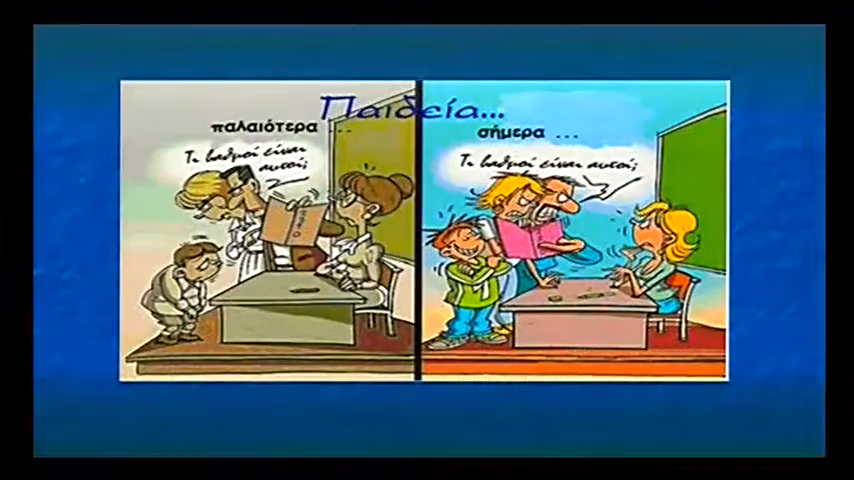 Παιδεία...
παλαιότερα ...
Τι βαθμοί είναι
αυτοί;
σήμερα ...
Τι βαθμοί είναι αυτοί;